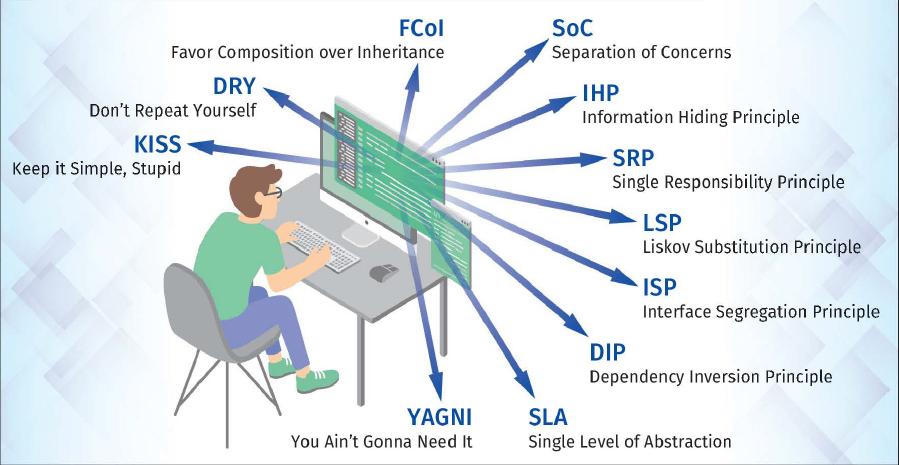 FCoI
Favor Composition over Inheritance
SoC
Separation of Concerns
DRY
Don't Repeat Yourself
IHP
Information Hiding Principle
KISS
Keep it Simple, Stupid
SRP
Single Responsibility Principle
LSP
Liskov Substitution Principle
ISP
Interface Segregation Principle
DIP
Dependency Inversion Principle
YAGNI
You Ain't Gonna Need It
SLA
Single Level of Abstraction